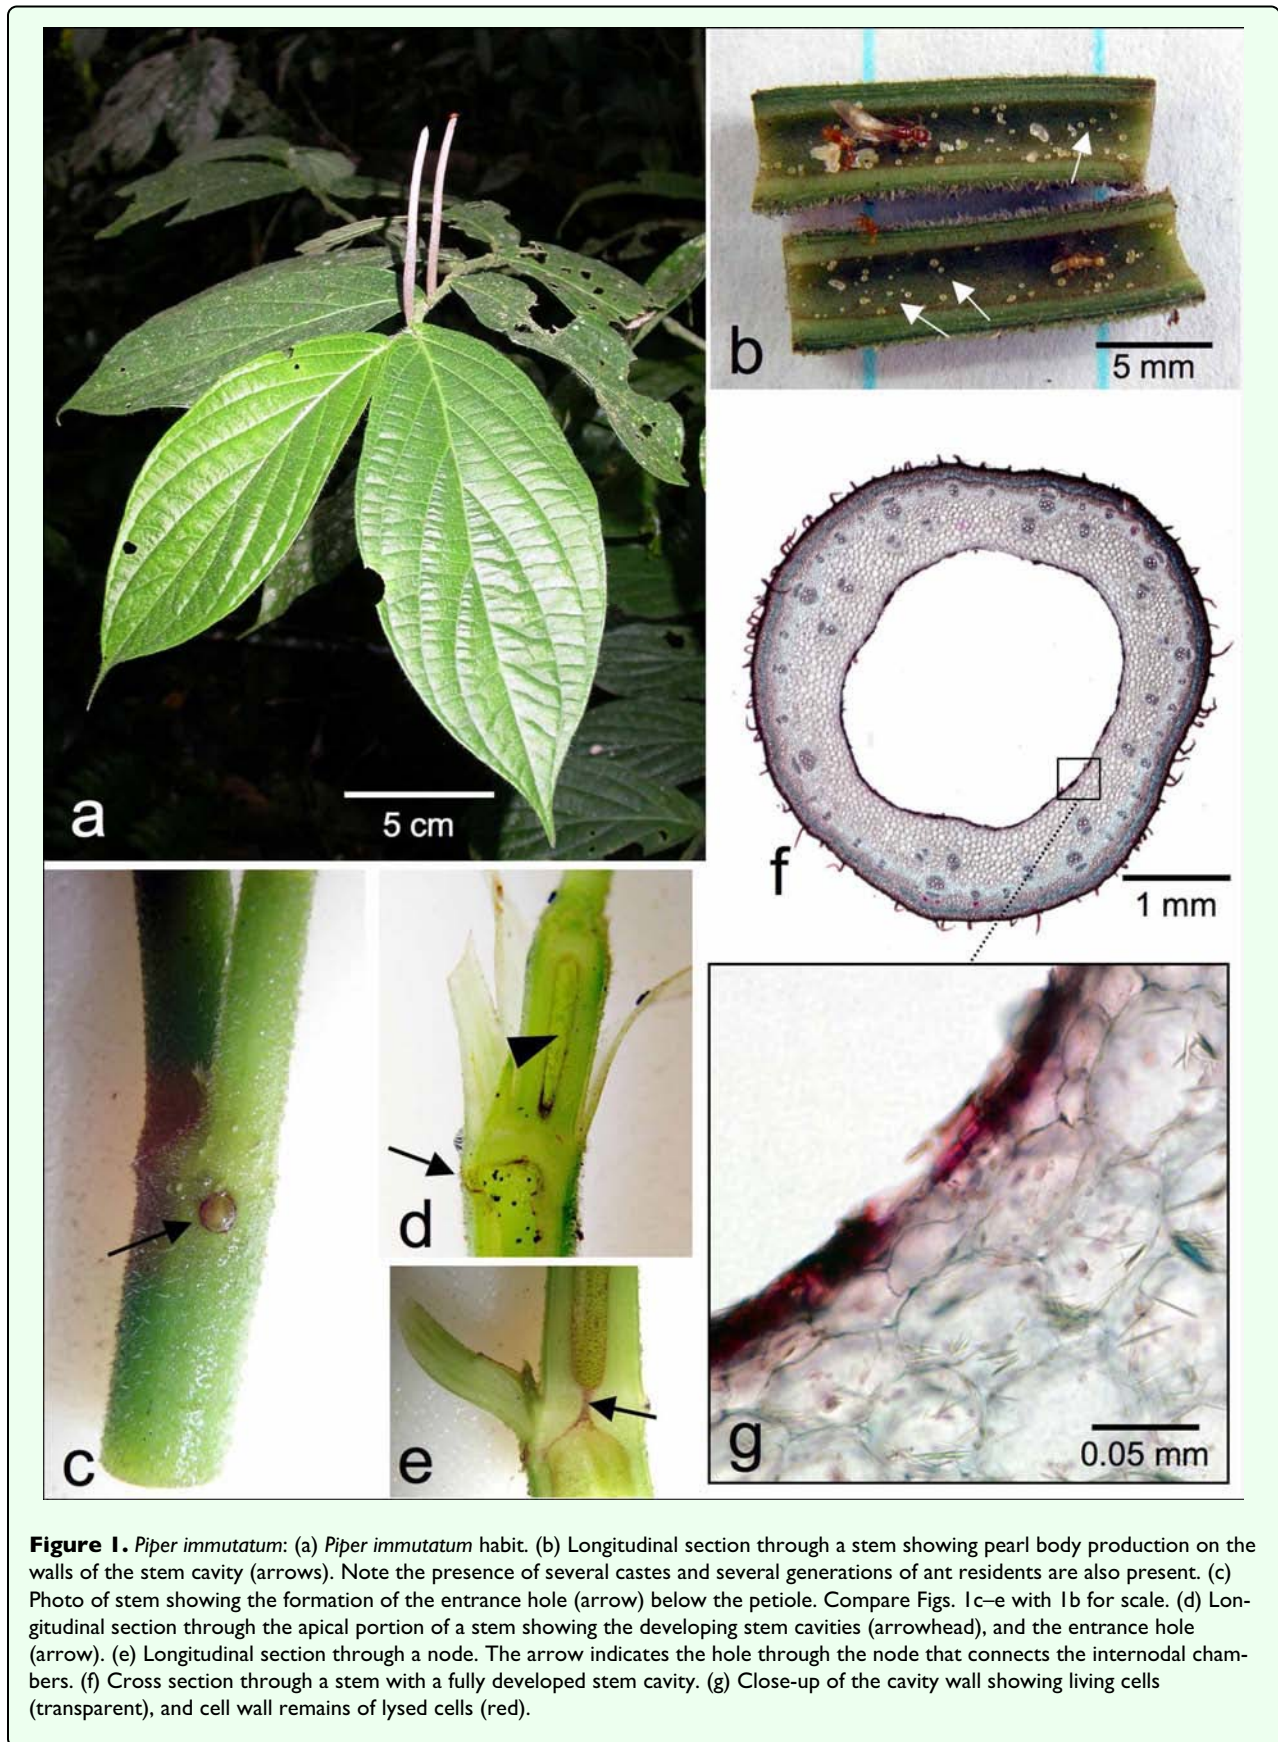 a
5 cm
b
5 mm
f
1 mm
c
d
e
g
0.05 mm
Figure 1. Piper immutatum: (a) Piper immutatum habit. (b) Longitudinal section through a stem showing pearl body production on the
walls of the stem cavity (arrows). Note the presence of several castes and several generations of ant residents are also present. (c)
Photo of stem showing the formation of the entrance hole (arrow) below the petiole. Compare Figs. 1c–e with 1b for scale. (d) Lon-
gitudinal section through the apical portion of a stem showing the developing stem cavities (arrowhead), and the entrance hole
(arrow). (e) Longitudinal section through a node. The arrow indicates the hole through the node that connects the internodal cham-
bers. (f) Cross section through a stem with a fully developed stem cavity. (g) Close-up of the cavity wall showing living cells
(transparent), and cell wall remains of lysed cells (red).